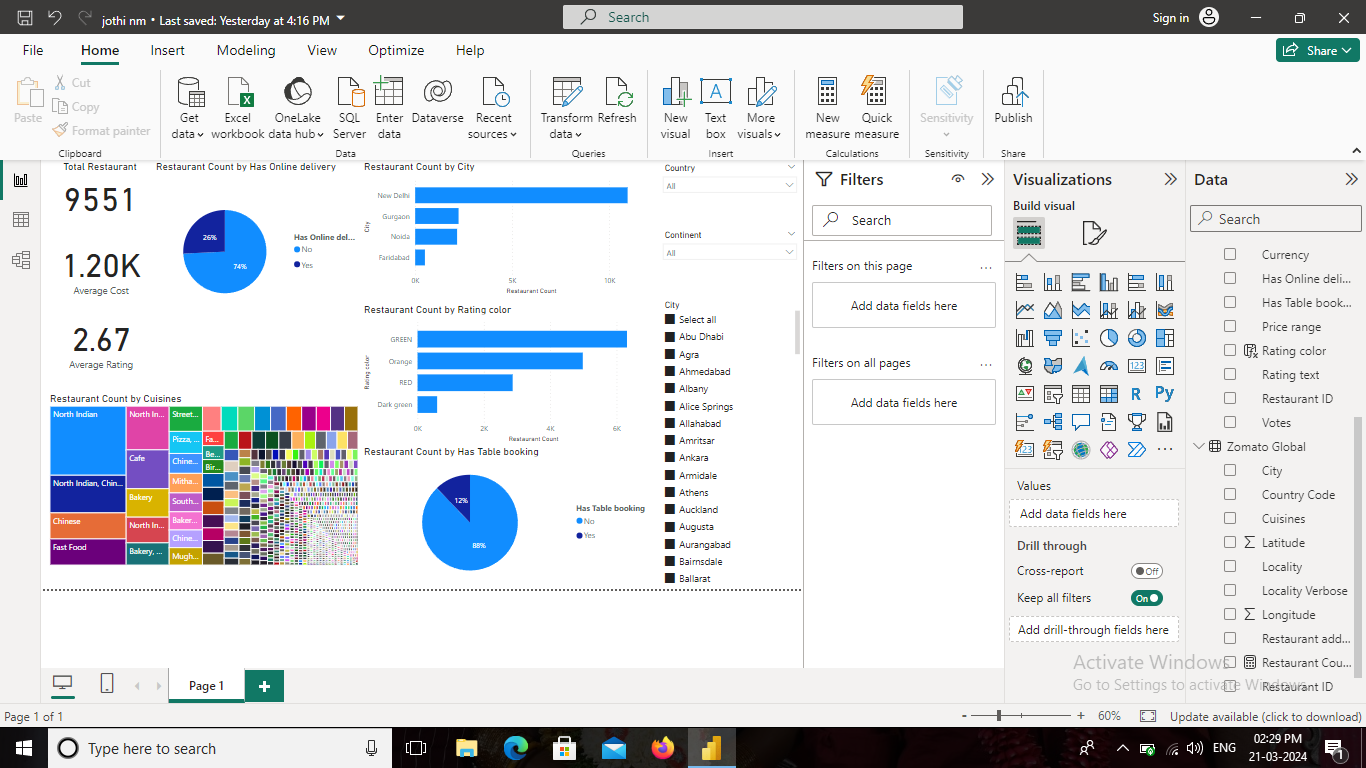 jothi nm • Last saved: Yesterday at 4:16 PM
Search
Sign in
File Home Insert Modeling View Optimize Help
Share
Paste
Cut
Copy
Format painter
Clipboard
Get data
Excel workbook
OneLake data hub
SQL Server
Enter data
Dataverse
Recent sources
Data
Transform data
Refresh
Queries
New visual
Text box
More visuals
Insert
New measure
Quick measure
Calculations
Sensitivity
Sensitivity
Publish
Share
Total Restaurant
9551
1.20K
Average Cost
2.67
Average Rating
Restaurant Count by Has Online delivery
26%
74%
Has Online del...
No
Yes
Restaurant Count by City
City
New Delhi
Gurgaon
Noida
Faridabad
0K 5K 10K
Restaurant Count
Restaurant Count by Rating color
Rating color
GREEN
Orange
RED
Dark green
0K 2K 4K 6K
Restaurant Count
Restaurant Count by Cuisines
North Indian
North Indian, Chin...
Chinese
Fast Food
North In...
Cafe
Bakery
North In...
Bakery, ...
Street...
Pizza, ...
Chine...
Mitha...
South...
Baker...
Chine...
Mugh...
Fa...
Be...
Bir...
Restaurant Count by Has Table booking
12%
88%
Has Table booking
No
Yes
Country
All
Continent
All
City
Select all
Abu Dhabi
Agra
Ahmedabad
Albany
Alice Springs
Allahabad
Amritsar
Ankara
Armidale
Athens
Auckland
Augusta
Aurangabad
Bairnsdale
Ballarat
Filters
Search
Filters on this page
...
Add data fields here
Filters on all pages
...
Add data fields here
Visualizations
Build visual
123
R
Py
123
...
Values
Add data fields here
Drill through
Cross-report
Off
Keep all filters
On
Add drill-through fields here
Data
Search
Currency
Has Online deli...
Has Table book...
Price range
Rating color
Rating text
Restaurant ID
Votes
Zomato Global
City
Country Code
Cuisines
Σ Latitude
Locality
Locality Verbose
Σ Longitude
Restaurant add...
Restaurant Cou...
Restaurant ID
Activate Windows
Go to Settings to activate Windows.
Page 1
+
Page 1 of 1
- + 60%
Update available (click to download)
Type here to search
ENG
02:29 PM
21-03-2024
1